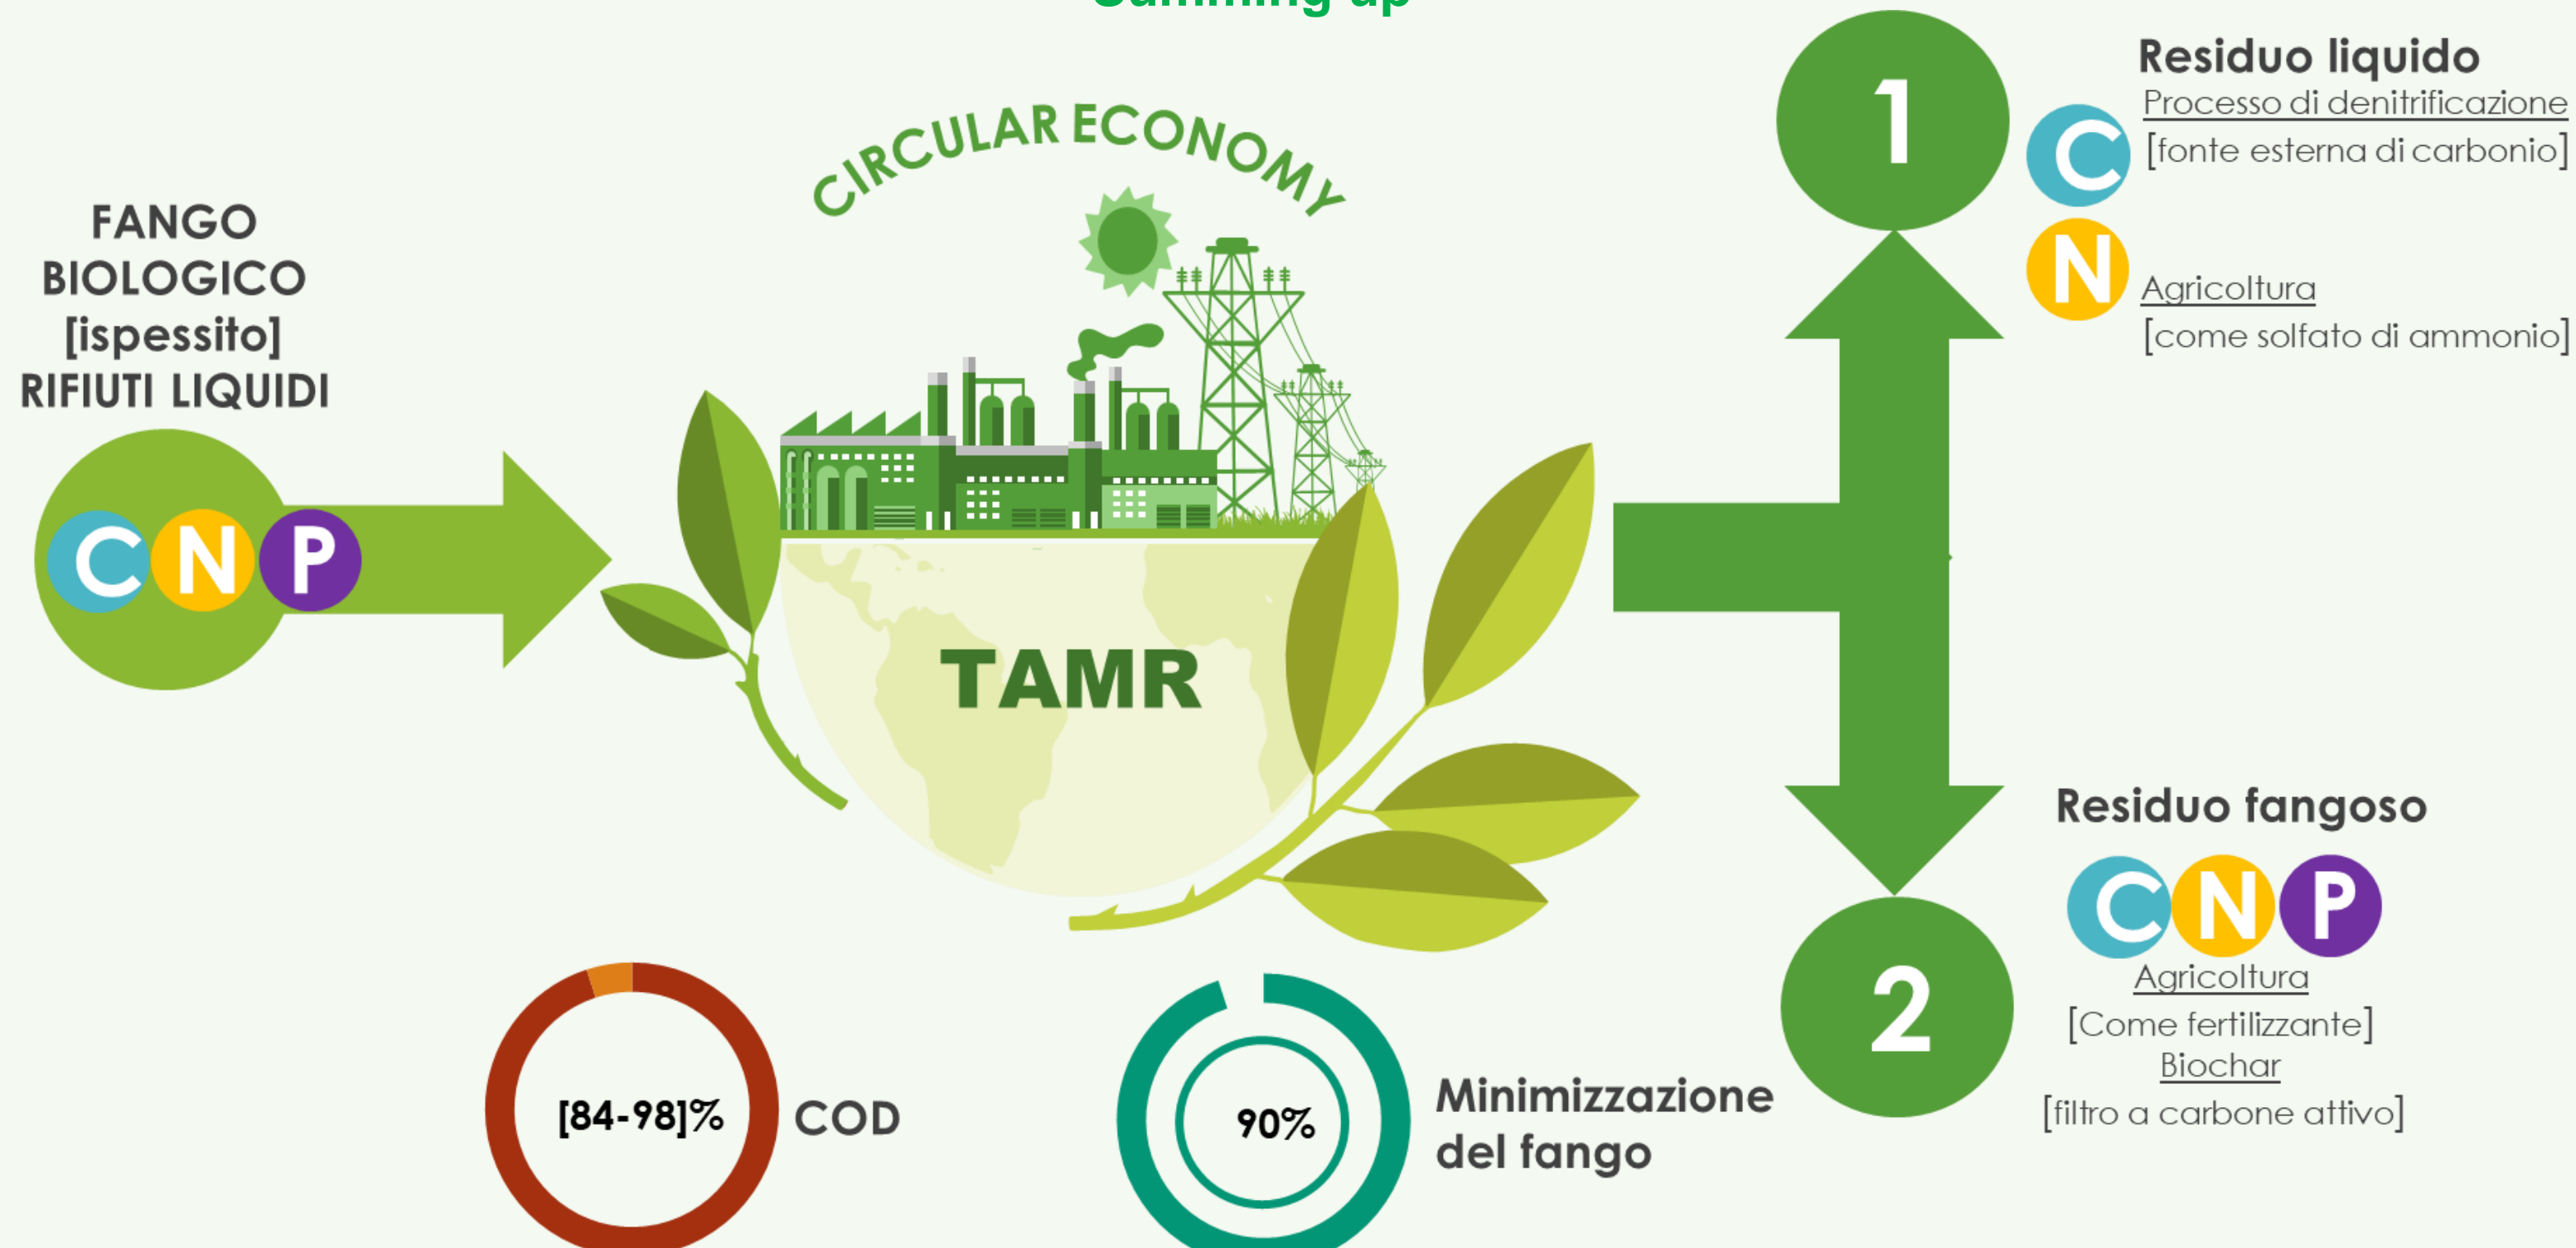 Summing up
CIRCULAR ECONOMY
FANGO
BIOLOGICO
[ispessito]
RIFIUTI LIQUIDI
C N P
TAMR
1
Residuo liquido
Processo di denitrificazione
C
[fonte esterna di carbonio]
N
Agricoltura
[come solfato di ammonio]
2
Residuo fangoso
C N P
Agricoltura
[Come fertilizzante]
Biochar
[filtro a carbone attivo]
[84-98]%
COD
90%
Minimizzazione
del fango